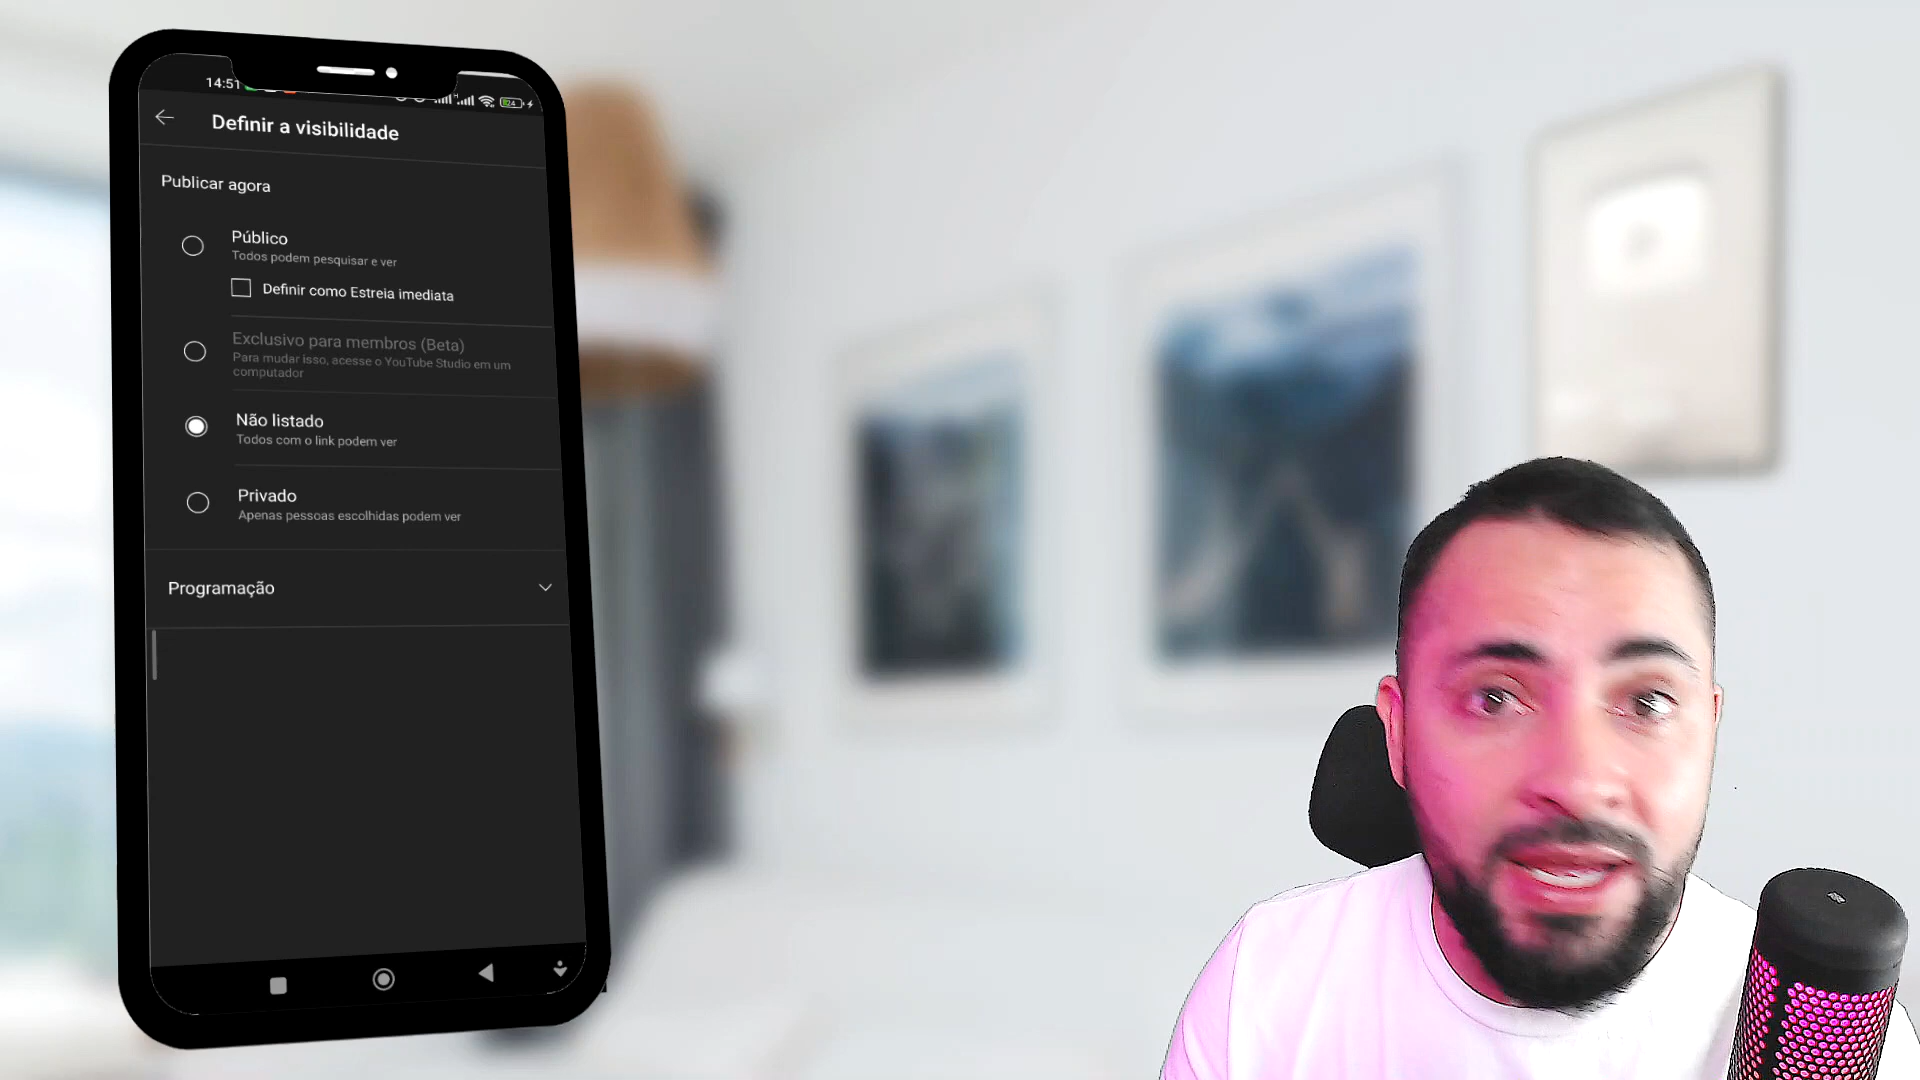 14:51
24
Definir a visibilidade
Publicar agora
Público
Todos podem pesquisar e ver
Definir como Estreia imediata
Exclusivo para membros (Beta)
Para mudar isso, acesse o YouTube Studio em um
computador
Não listado
Todos com o link podem ver
Privado
Apenas pessoas escolhidas podem ver
Programação